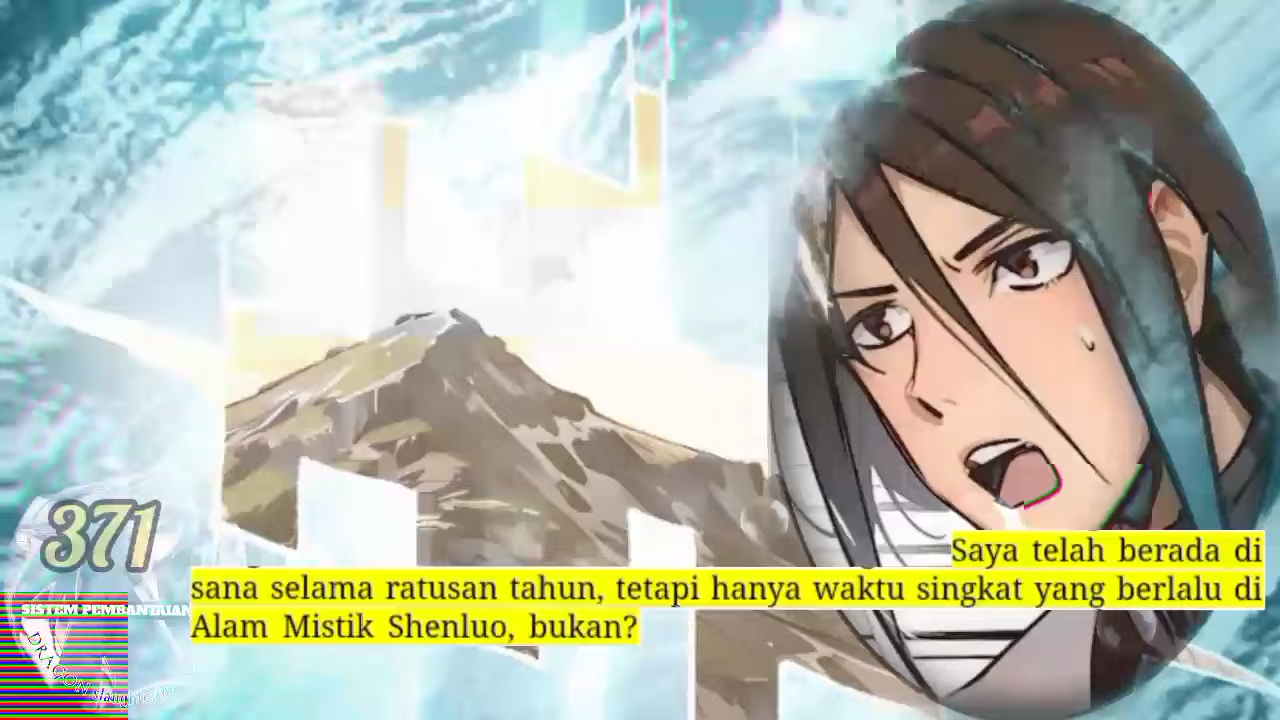 371
Saya telah berada di
sana selama ratusan tahun, tetapi hanya waktu singkat yang berlalu di
Alam Mistik Shenluo, bukan?
SISTEM PEMBANTAIAN
DRAGON